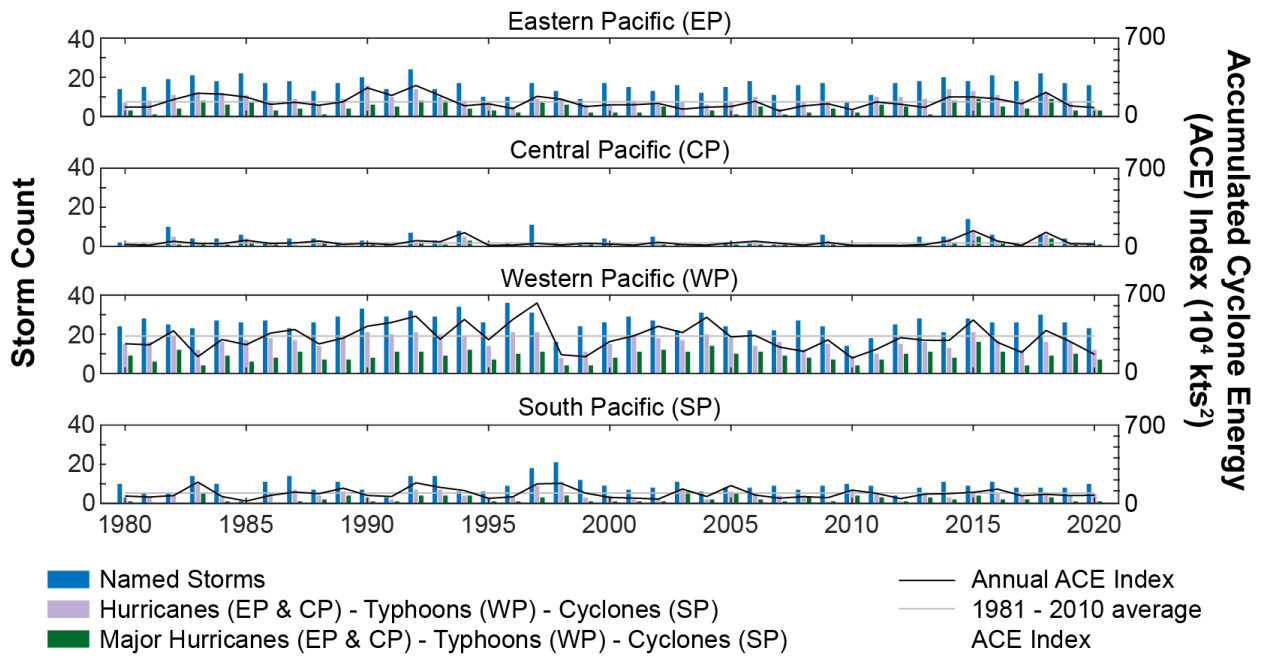 Eastern Pacific (EP)
40
20
0
700
0
Central Pacific (CP)
40
20
0
700
0
Western Pacific (WP)
40
20
0
700
0
South Pacific (SP)
40
20
0
700
0
1980 1985 1990 1995 2000 2005 2010 2015 2020
Storm Count
Accumulated Cyclone Energy
(ACE) Index (10⁴ kts²)
Named Storms
Hurricanes (EP & CP) - Typhoons (WP) - Cyclones (SP)
Major Hurricanes (EP & CP) - Typhoons (WP) - Cyclones (SP)
Annual ACE Index
1981 - 2010 average
ACE Index